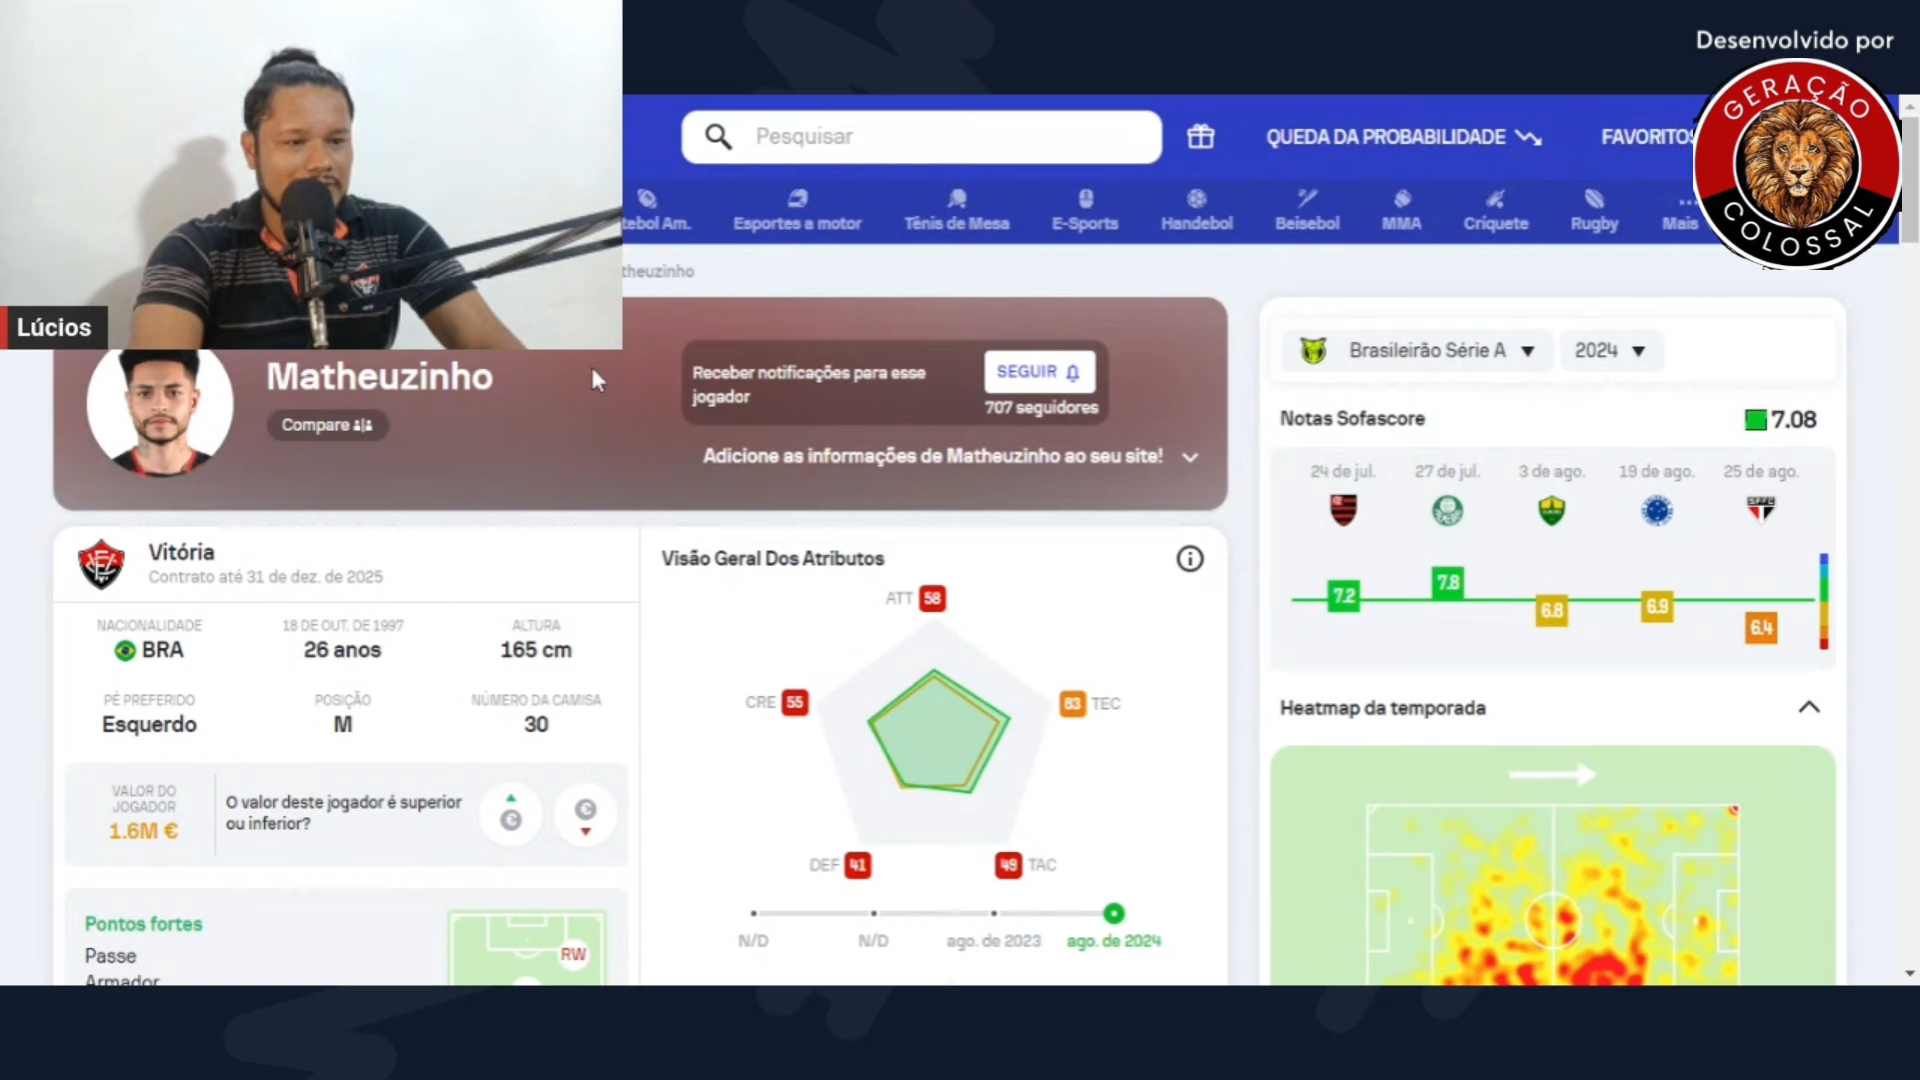 Desenvolvido por
GERAÇÃO
COLOSSAL
Pesquisar
QUEDA DA PROBABILIDADE
FAVORITOS
tebol Am.
Esportes a motor
Tênis de Mesa
E-Sports
Handebol
Beisebol
MMA
Críquete
Rugby
Mais
theuzinho
Lúcios
Matheuzinho
Compare
Receber notificações para esse
jogador
SEGUIR
707 seguidores
Adicione as informações de Matheuzinho ao seu site!
Vitória
Contrato até 31 de dez. de 2025
NACIONALIDADE
BRA
18 DE OUT. DE 1997
26 anos
ALTURA
165 cm
PÉ PREFERIDO
Esquerdo
POSIÇÃO
M
NÚMERO DA CAMISA
30
VALOR DO
JOGADOR
1.6M €
O valor deste jogador é superior
ou inferior?
Pontos fortes
Passe
Armador
RW
Visão Geral Dos Atributos
ATT 58
CRE 55
63 TEC
DEF 41
49 TAC
N/D
N/D
ago. de 2023
ago. de 2024
Brasileirão Série A
2024
Notas Sofascore
7.08
24 de jul.
27 de jul.
3 de ago.
19 de ago.
25 de ago.
7.2
7.8
6.8
6.9
6.4
Heatmap da temporada